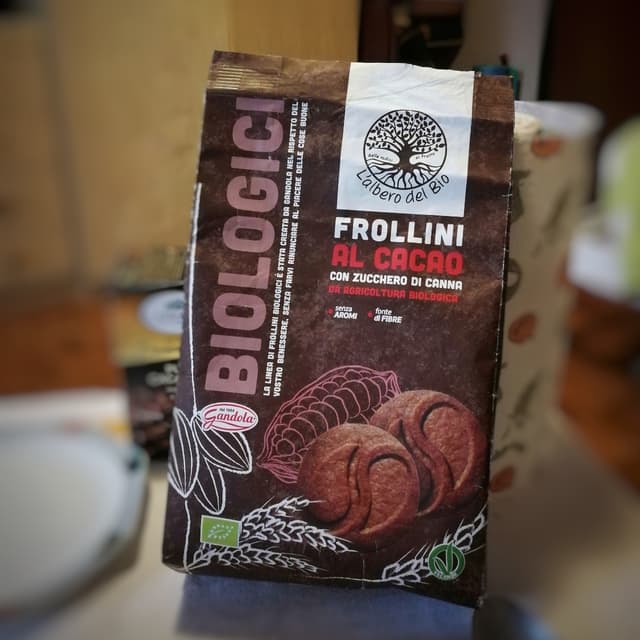 BIOLOGICI
LA LINEA DI FROLLINI BIOLOGICI È STATA CREATA DA GANDOLA NEL RISPETTO DEL
VOSTRO BENESSERE, SENZA FARVI RINUNCIARE AL PIACERE DELLE COSE BUONE
L'albero del Bio
FROLLINI
AL CACAO
CON ZUCCHERO DI CANNA
DA AGRICOLTURA BIOLOGICA
senza
AROMI
fonte
di FIBRE
Gandola